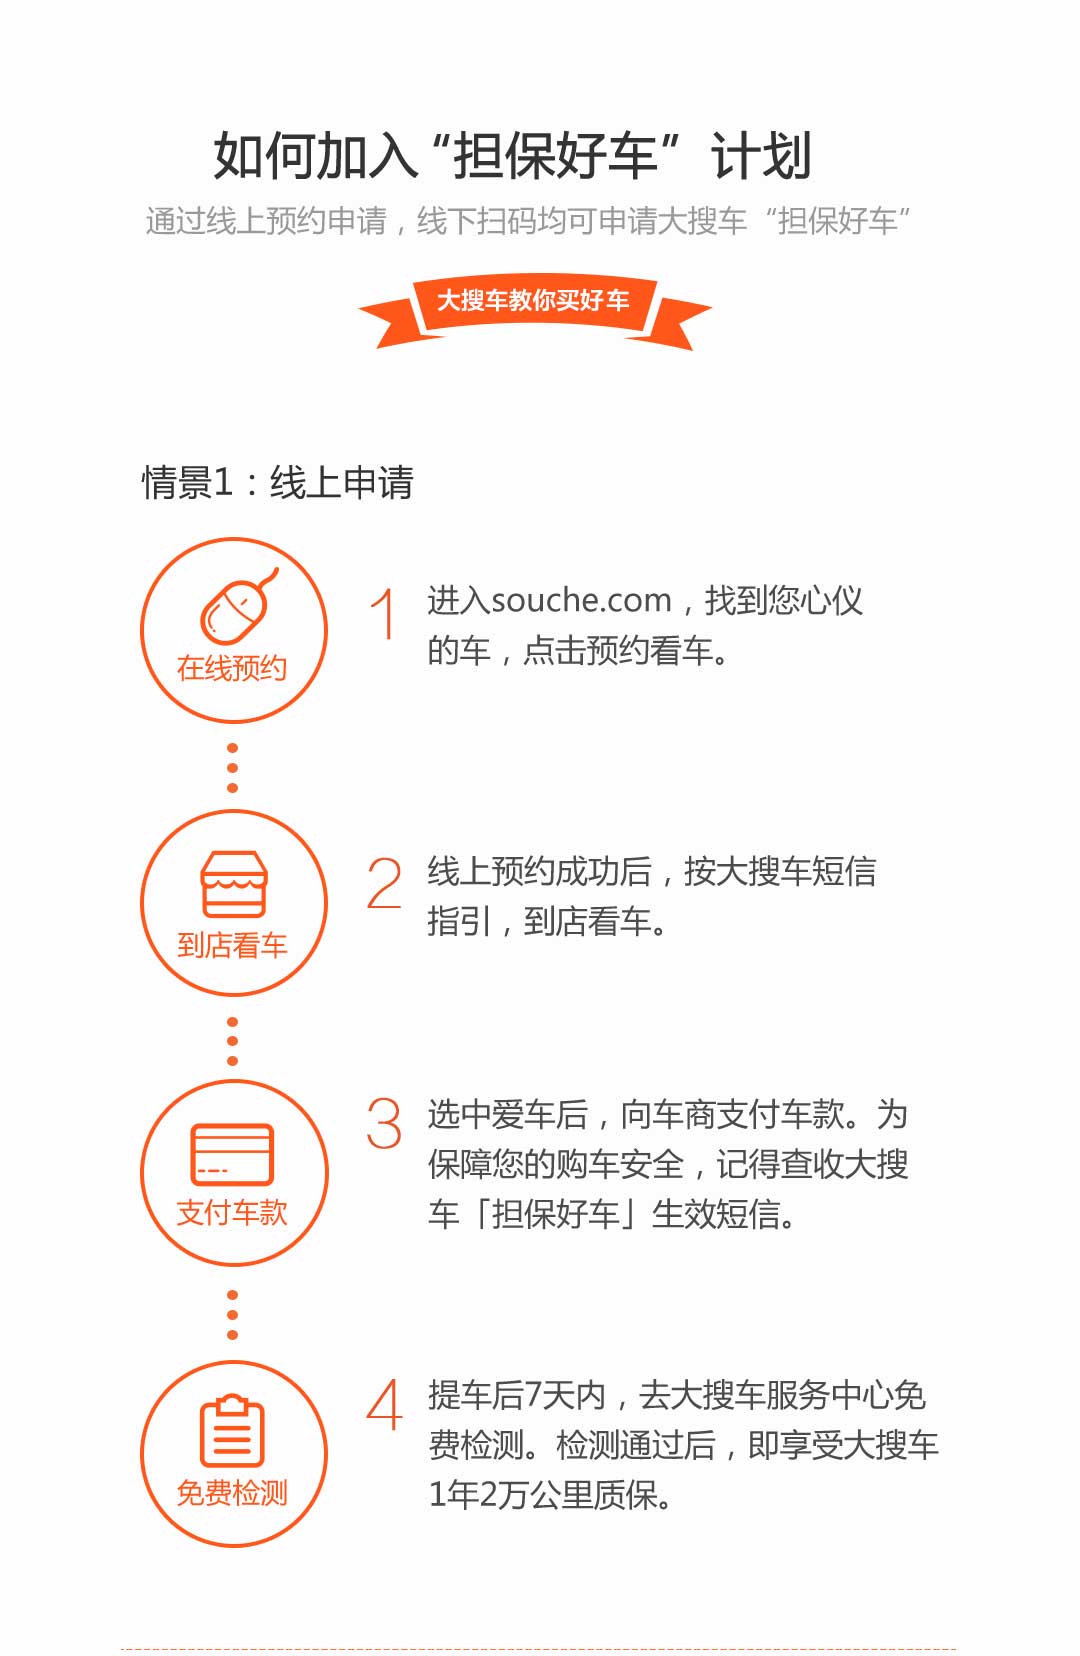 如何加入“担保好车”计划
通过线上预约申请，线下扫码均可申请大搜车“担保好车”
大搜车教你买好车
情景1：线上申请
在线预约
1
进入souche.com，找到您心仪
的车，点击预约看车。
到店看车
2
线上预约成功后，按大搜车短信
指引，到店看车。
支付车款
3
选中爱车后，向车商支付车款。为
保障您的购车安全，记得查收大搜
车「担保好车」生效短信。
免费检测
4
提车后7天内，去大搜车服务中心免
费检测。检测通过后，即享受大搜车
1年2万公里质保。